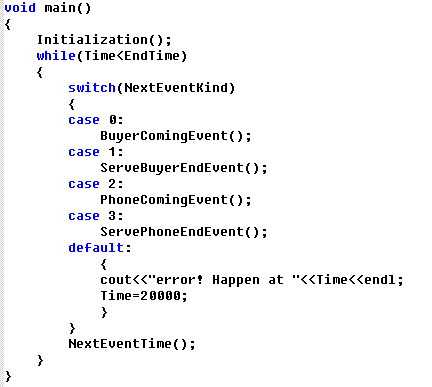 void main()
{
    Initialization();
    while(Time<EndTime)
    {
        switch(NextEventKind)
        {
        case 0:
            BuyerComingEvent();
        case 1:
            ServeBuyerEndEvent();
        case 2:
            PhoneComingEvent();
        case 3:
            ServePhoneEndEvent();
        default:
            {
            cout<<"error! Happen at "<<Time<<endl;
            Time=20000;
            }
        }
        NextEventTime();
    }
}